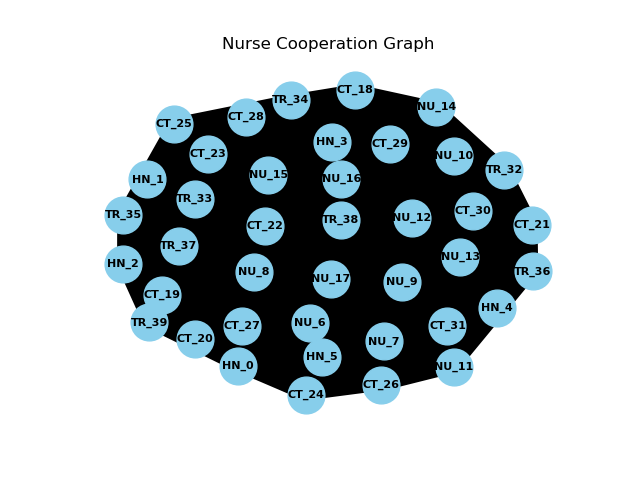 Nurse Cooperation Graph
CT_18
TR_34
NU_14
CT_28
CT_25
HN_3
CT_29
CT_23
NU_10
TR_32
NU_15
HN_1
NU_16
TR_33
CT_30
TR_35
NU_12
TR_38
CT_22
CT_21
TR_37
NU_13
HN_2
NU_8
TR_36
NU_17
NU_9
CT_19
HN_4
TR_39
NU_6
CT_27
CT_31
CT_20
NU_7
HN_5
HN_0
NU_11
CT_26
CT_24